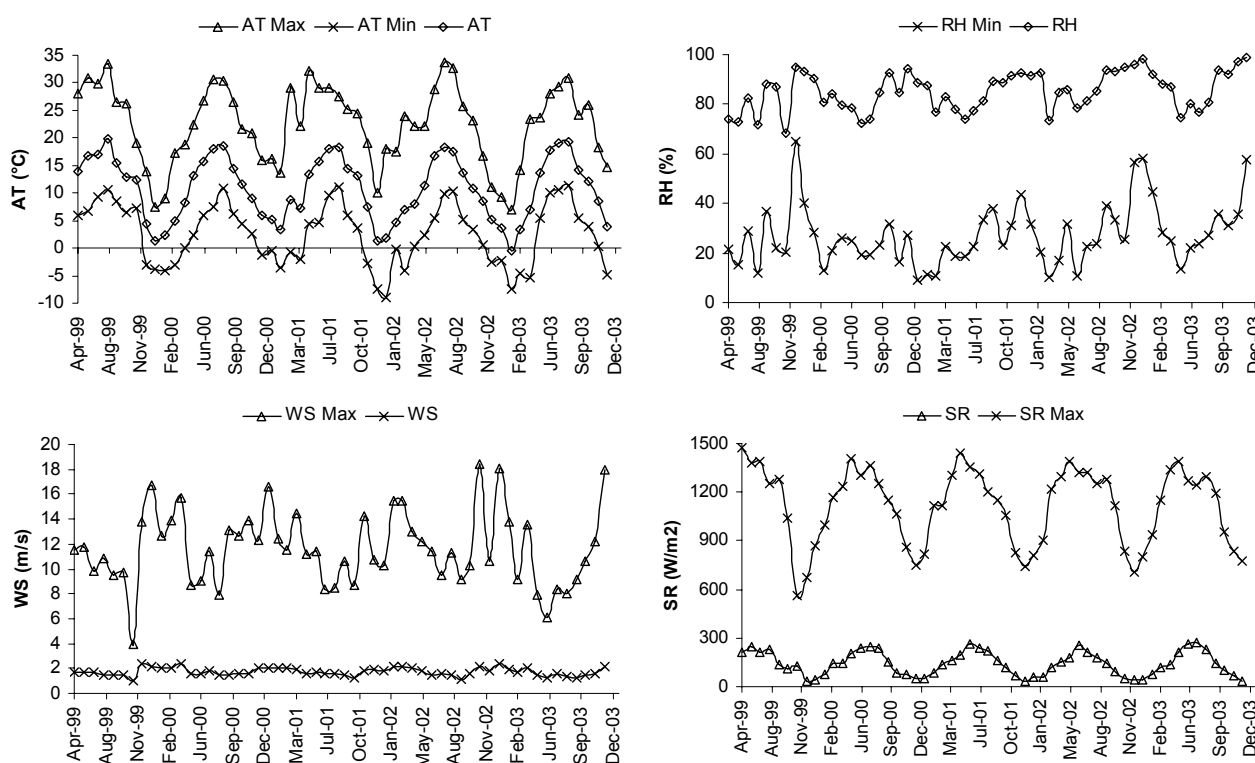 AT Max AT Min AT
35
30
25
20
15
10
5
0
-5
-10
AT (°C)
Apr-99
Aug-99
Nov-99
Feb-00
Jun-00
Sep-00
Dec-00
Mar-01
Jul-01
Oct-01
Jan-02
May-02
Aug-02
Nov-02
Feb-03
Jun-03
Sep-03
Dec-03
RH Min RH
100
80
60
40
20
0
RH (%)
Apr-99
Aug-99
Nov-99
Feb-00
Jun-00
Sep-00
Dec-00
Mar-01
Jul-01
Oct-01
Jan-02
May-02
Aug-02
Nov-02
Feb-03
Jun-03
Sep-03
Dec-03
WS Max WS
20
18
16
14
12
10
8
6
4
2
0
WS (m/s)
Apr-99
Aug-99
Nov-99
Feb-00
Jun-00
Sep-00
Dec-00
Mar-01
Jul-01
Oct-01
Jan-02
May-02
Aug-02
Nov-02
Feb-03
Jun-03
Sep-03
Dec-03
SR SR Max
1500
1200
900
600
300
0
SR (W/m2)
Apr-99
Aug-99
Nov-99
Feb-00
Jun-00
Sep-00
Dec-00
Mar-01
Jul-01
Oct-01
Jan-02
May-02
Aug-02
Nov-02
Feb-03
Jun-03
Sep-03
Dec-03